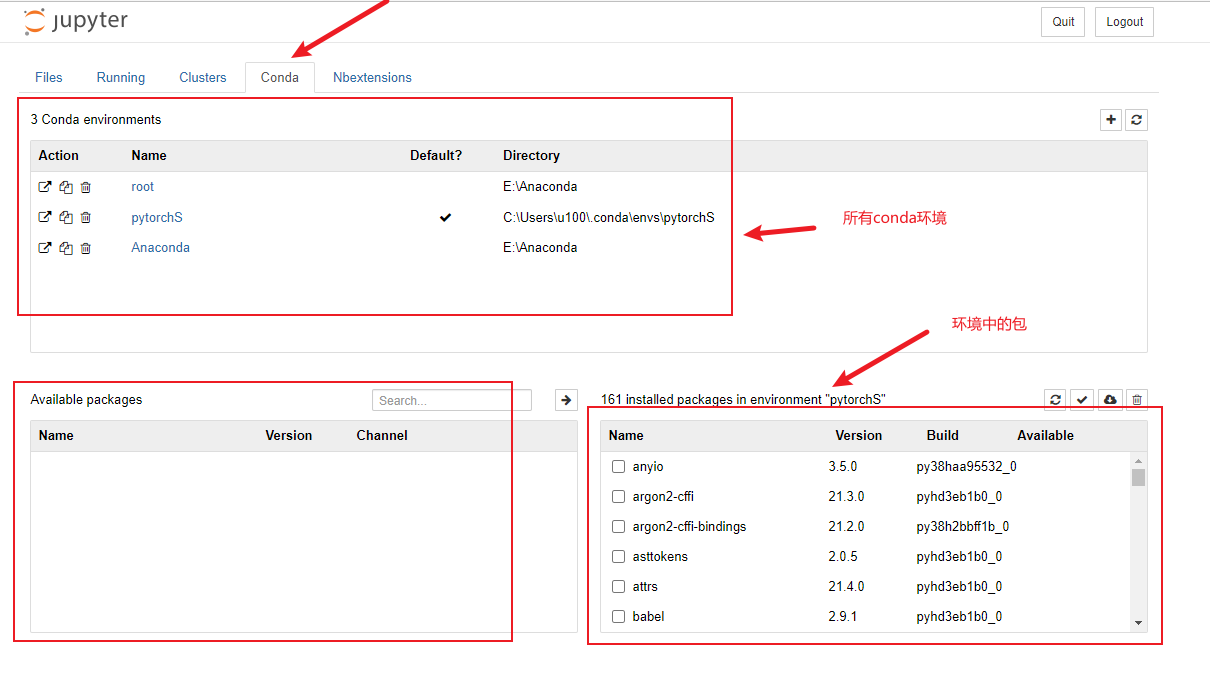 jupyter
Quit Logout
Files Running Clusters Conda Nbextensions
3 Conda environments
Action Name Default? Directory
root E:\Anaconda
pytorchS C:\Users\u100\.conda\envs\pytorchS
Anaconda E:\Anaconda
所有conda环境
环境中的包
Available packages Search...
Name Version Channel
161 installed packages in environment "pytorchS"
Name Version Build Available
anyio 3.5.0 py38haa95532_0
argon2-cffi 21.3.0 pyhd3eb1b0_0
argon2-cffi-bindings 21.2.0 py38h2bbff1b_0
asttokens 2.0.5 pyhd3eb1b0_0
attrs 21.4.0 pyhd3eb1b0_0
babel 2.9.1 pyhd3eb1b0_0